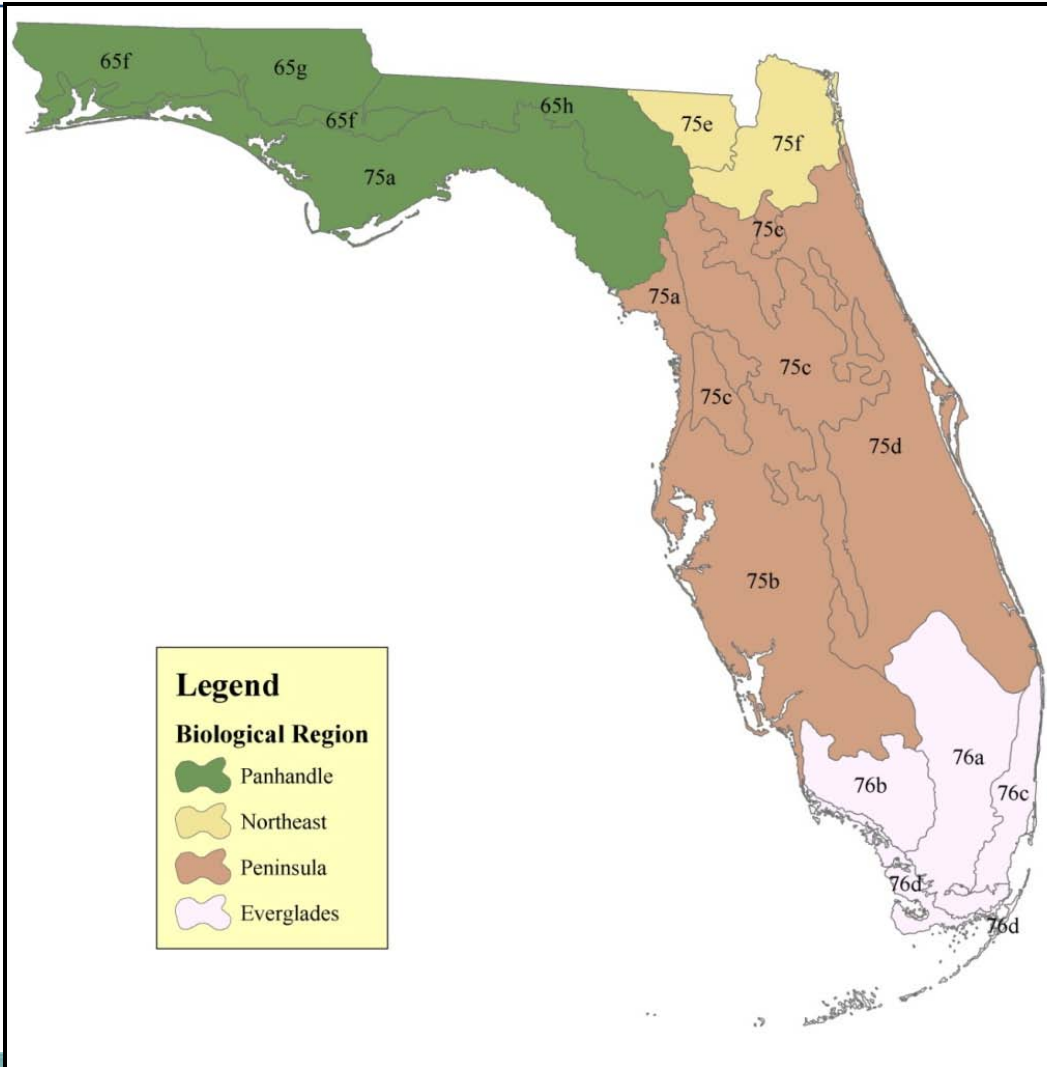 65f
65g
65h
65f
75e
75f
75a
75c
75a
75c
75c
75d
75b
76a
76c
76b
76d
76d
Legend
Biological Region
Panhandle
Northeast
Peninsula
Everglades